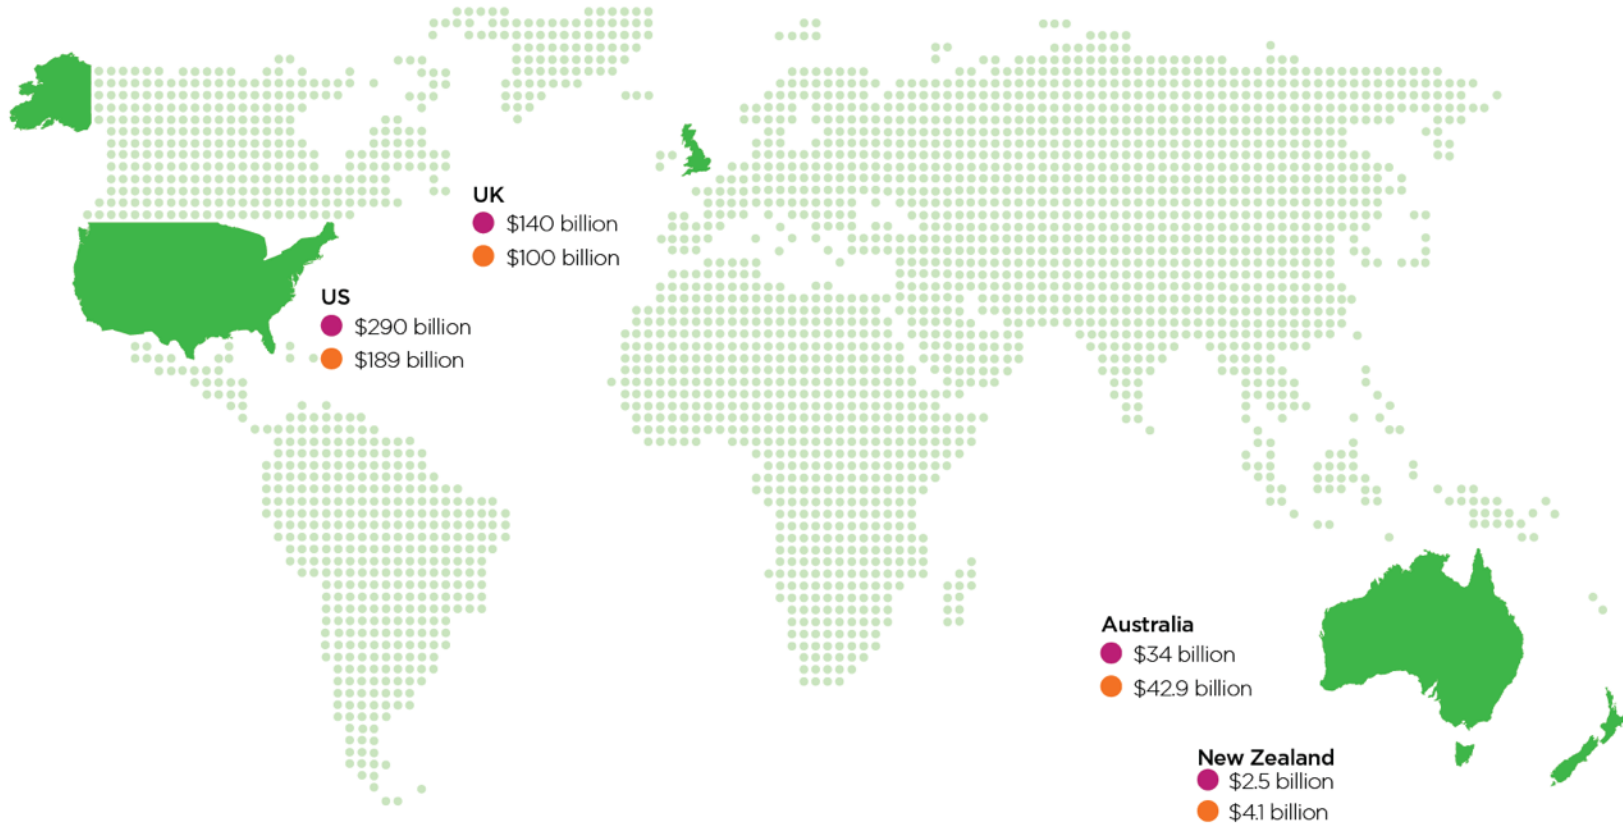 UK
$140 billion
$100 billion
US
$290 billion
$189 billion
Australia
$34 billion
$42.9 billion
New Zealand
$2.5 billion
$4.1 billion